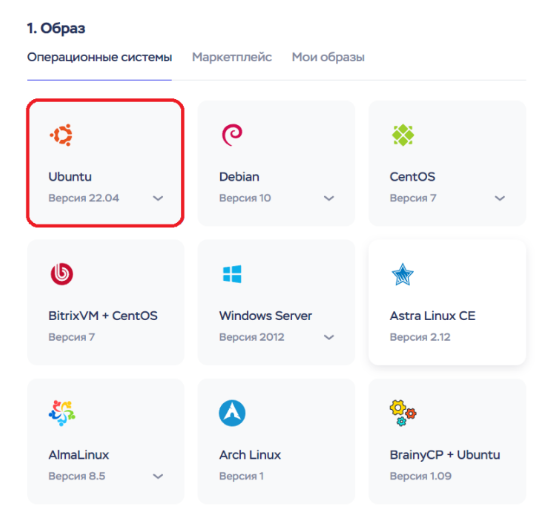 1. Образ
Операционные системы Маркетплейс Мои образы
Ubuntu Debian CentOS
Версия 22.04 Версия 10 Версия 7
BitrixVM + CentOS Windows Server Astra Linux CE
Версия 7 Версия 2012 Версия 2.12
AlmaLinux Arch Linux BrainyCP + Ubuntu
Версия 8.5 Версия 1 Версия 1.09